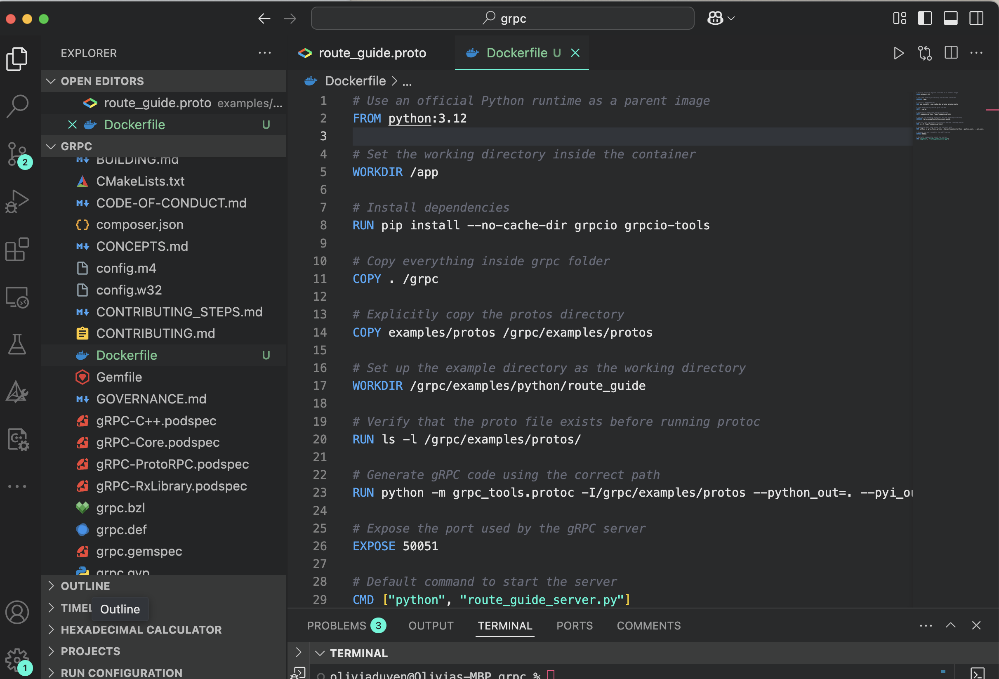 grpc
EXPLORER
OPEN EDITORS
route_guide.proto examples/...
Dockerfile U
GRPC
BUILDING.md
CMakeLists.txt
CODE-OF-CONDUCT.md
composer.json
CONCEPTS.md
config.m4
config.w32
CONTRIBUTING_STEPS.md
CONTRIBUTING.md
Dockerfile U
Gemfile
GOVERNANCE.md
gRPC-C++.podspec
gRPC-Core.podspec
gRPC-ProtoRPC.podspec
gRPC-RxLibrary.podspec
grpc.bzl
grpc.def
grpc.gemspec
grpc.gyp
OUTLINE
TIMEL
Outline
HEXADECIMAL CALCULATOR
PROJECTS
RUN CONFIGURATION
2
1
route_guide.proto
Dockerfile U
Dockerfile > ...
1 # Use an official Python runtime as a parent image
2 FROM python:3.12
3
4 # Set the working directory inside the container
5 WORKDIR /app
6
7 # Install dependencies
8 RUN pip install --no-cache-dir grpcio grpcio-tools
9
10 # Copy everything inside grpc folder
11 COPY . /grpc
12
13 # Explicitly copy the protos directory
14 COPY examples/protos /grpc/examples/protos
15
16 # Set up the example directory as the working directory
17 WORKDIR /grpc/examples/python/route_guide
18
19 # Verify that the proto file exists before running protoc
20 RUN ls -l /grpc/examples/protos/
21
22 # Generate gRPC code using the correct path
23 RUN python -m grpc_tools.protoc -I/grpc/examples/protos --python_out=. --pyi_ou
24
25 # Expose the port used by the gRPC server
26 EXPOSE 50051
27
28 # Default command to start the server
29 CMD ["python", "route_guide_server.py"]
PROBLEMS 3 OUTPUT TERMINAL PORTS COMMENTS
TERMINAL
oliviaduyen@Olivias-MBP grpc %